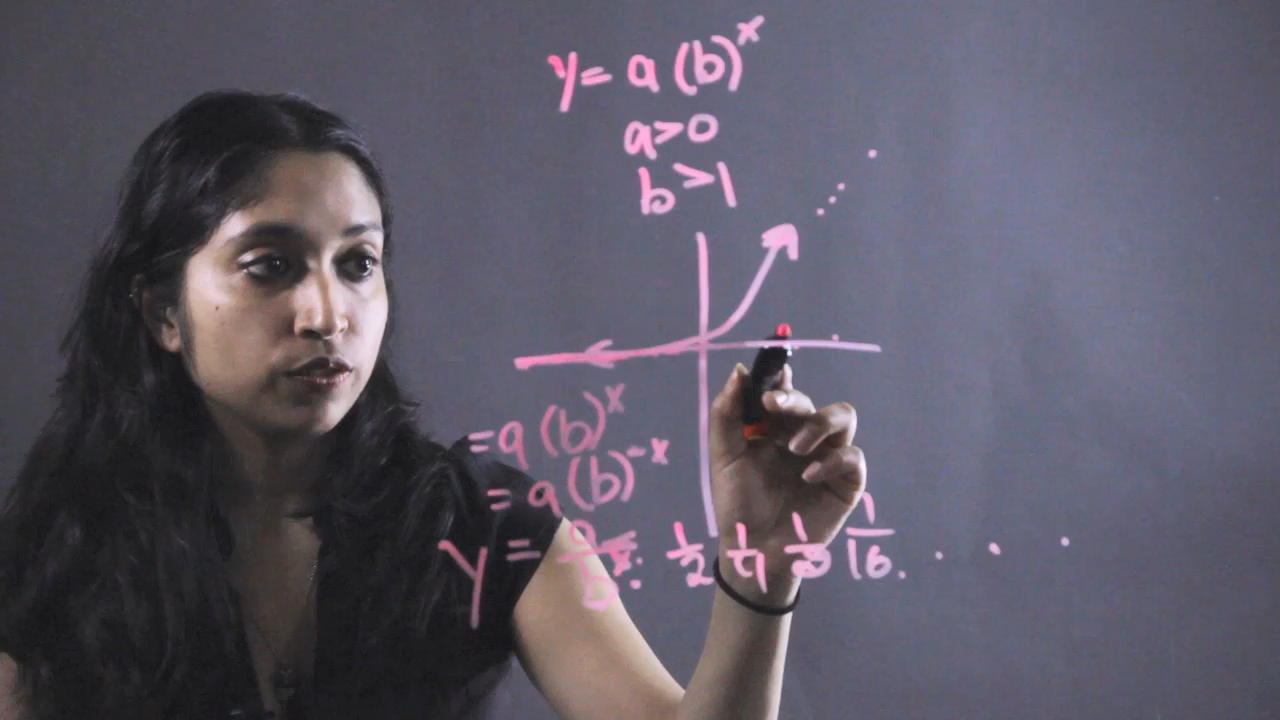 y = a (b)^x
a>0
b>1
= a (b)^x
= a (b)^-x
y = a/b^x : 1/2 1/4 1/8 1/16 . . . .